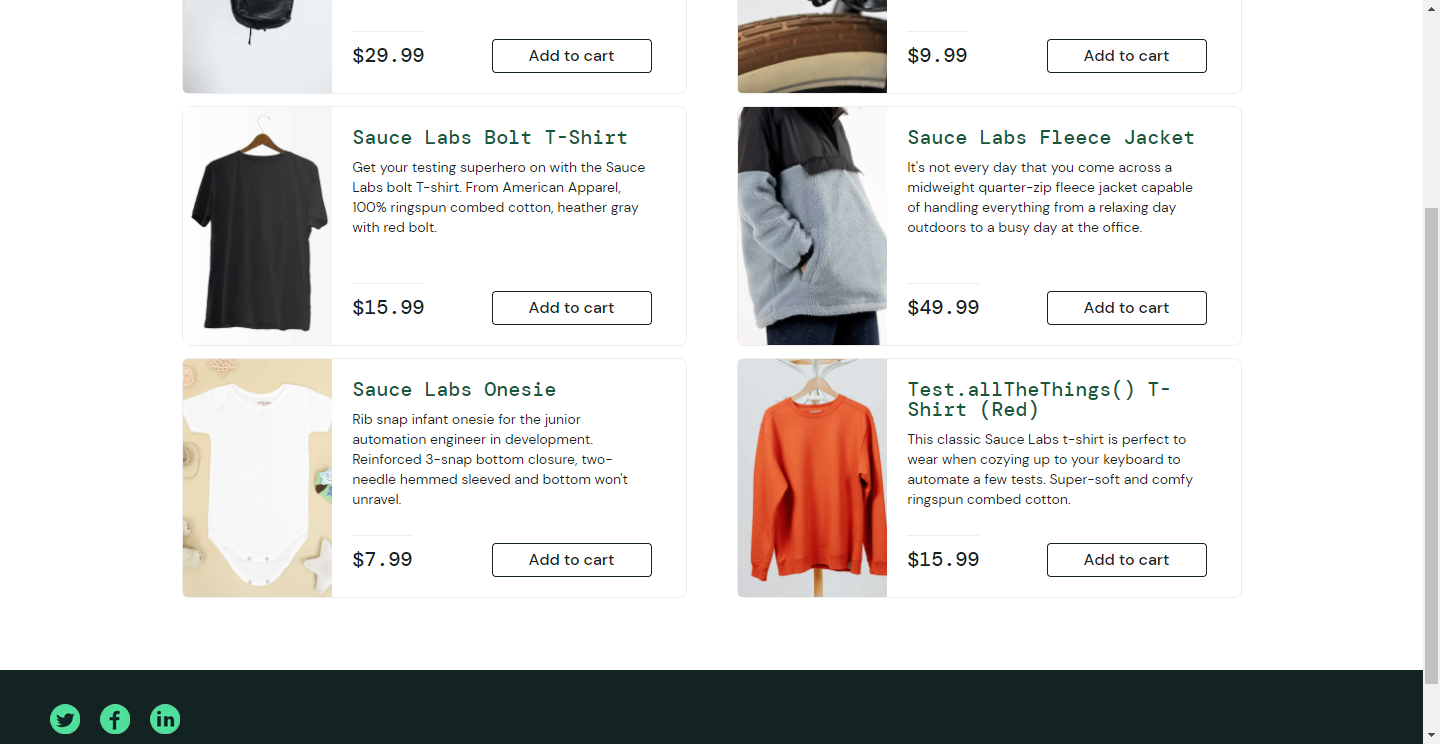 $29.99
Add to cart
$9.99
Add to cart
Sauce Labs Bolt T-Shirt
Get your testing superhero on with the Sauce
Labs bolt T-shirt. From American Apparel,
100% ringspun combed cotton, heather gray
with red bolt.
$15.99
Add to cart
Sauce Labs Fleece Jacket
It's not every day that you come across a
midweight quarter-zip fleece jacket capable
of handling everything from a relaxing day
outdoors to a busy day at the office.
$49.99
Add to cart
Sauce Labs Onesie
Rib snap infant onesie for the junior
automation engineer in development.
Reinforced 3-snap bottom closure, two-
needle hemmed sleeved and bottom won't
unravel.
$7.99
Add to cart
Test.allTheThings() T-
Shirt (Red)
This classic Sauce Labs t-shirt is perfect to
wear when cozying up to your keyboard to
automate a few tests. Super-soft and comfy
ringspun combed cotton.
$15.99
Add to cart